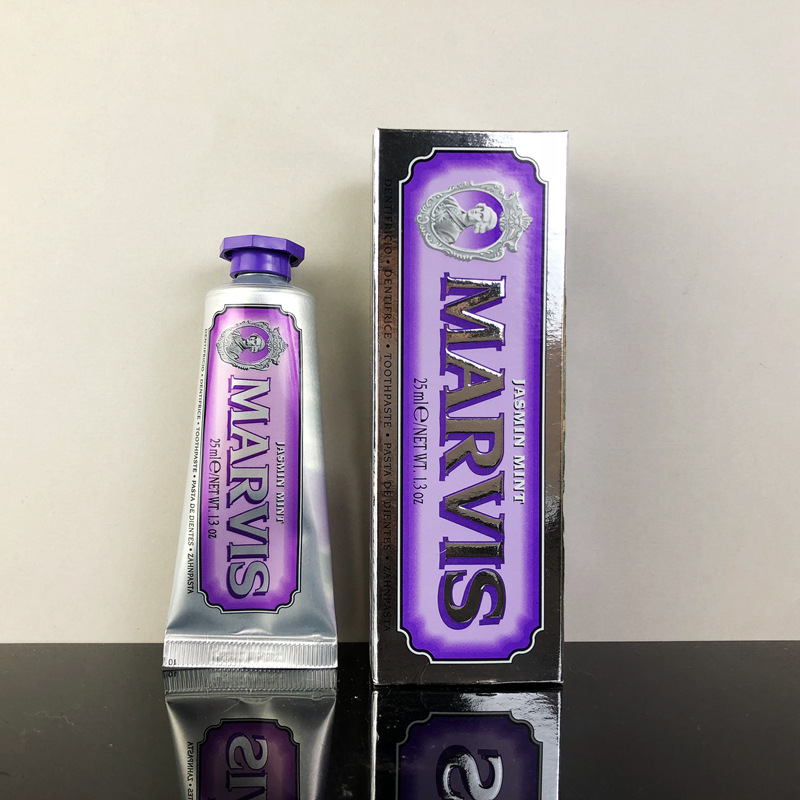 DENTIFRICIO • DENTIFRICE • TOOTHPASTE • PASTA DE DIENTES • ZAHNPASTA
JASMIN MINT
MARVIS
25 ml e/NET WT. 1.3 oz
01
DENTIFRICIO • DENTIFRICE • TOOTHPASTE • PASTA DE DIENTES • ZAHNPASTA
JASMIN MINT
MARVIS
25 ml e/NET WT. 1.3 oz